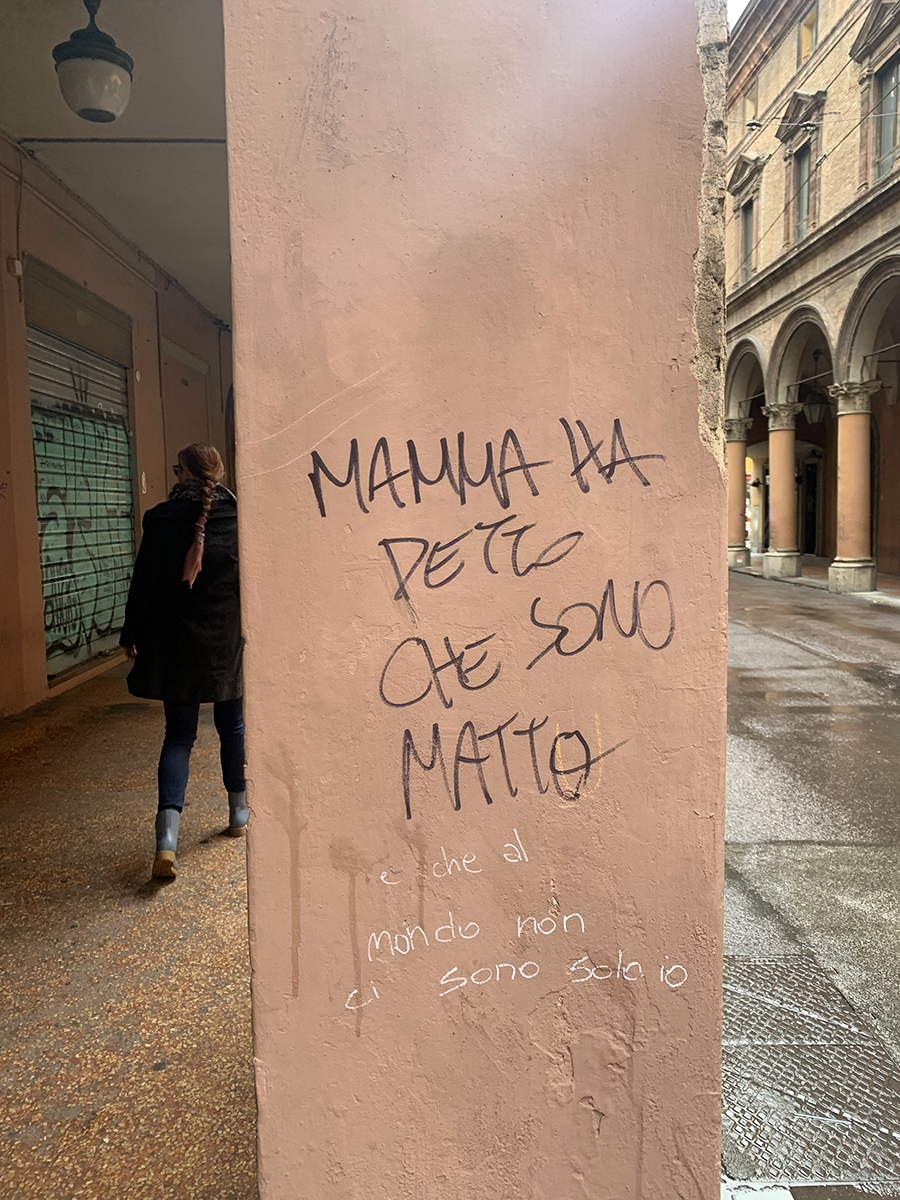 MAMMA HA
DETTO
CHE SONO
MATTO
e che al
mondo non
ci sono solo io